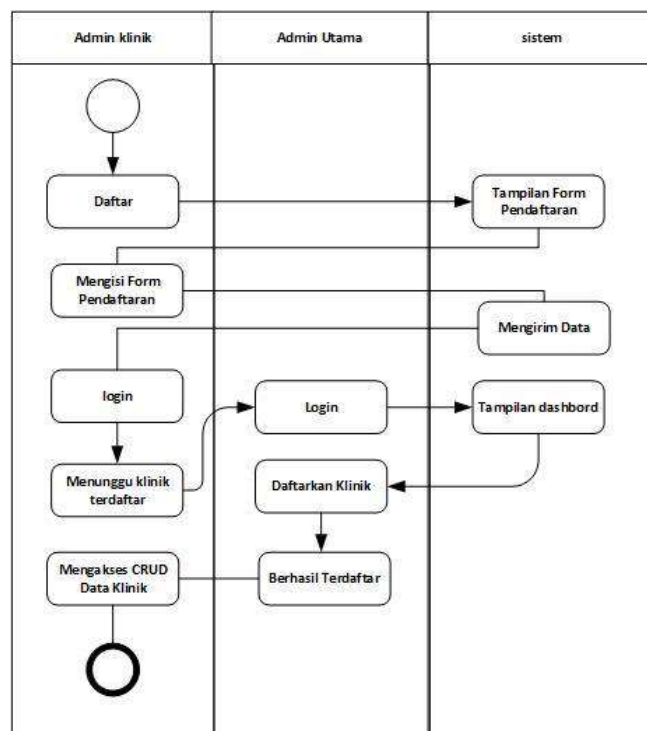 Admin klinik
Admin Utama
sistem
Daftar
Tampilan Form
Pendaftaran
Mengisi Form
Pendaftaran
Mengirim Data
login
Login
Tampilan dashbord
Menunggu klinik
terdaftar
Daftarkan Klinik
Mengakses CRUD
Data Klinik
Berhasil Terdaftar